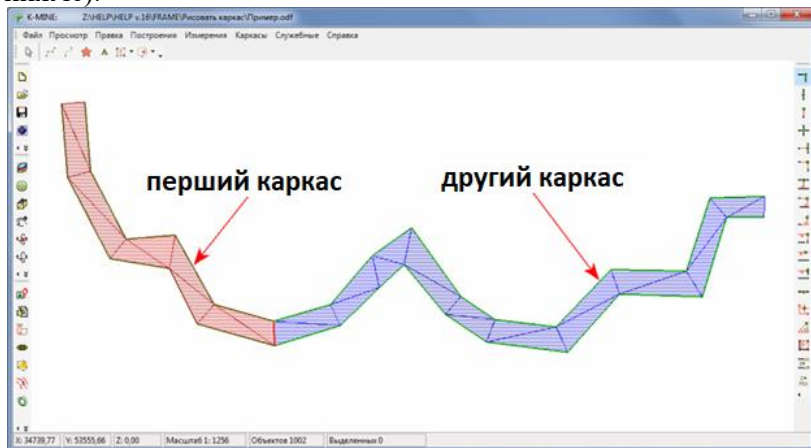 K-MINE: Z:\HELP\HELP v.16\FRAME\Рисовать каркас\Пример.odf
Файл Просмотр Правка Построения Измерения Каркасы Служебные Справка
перший каркас
другий каркас
X: 34739,77 Y: 53555,66 Z: 0,00 Масштаб 1: 1256 Объектов 1002 Выделенных 0